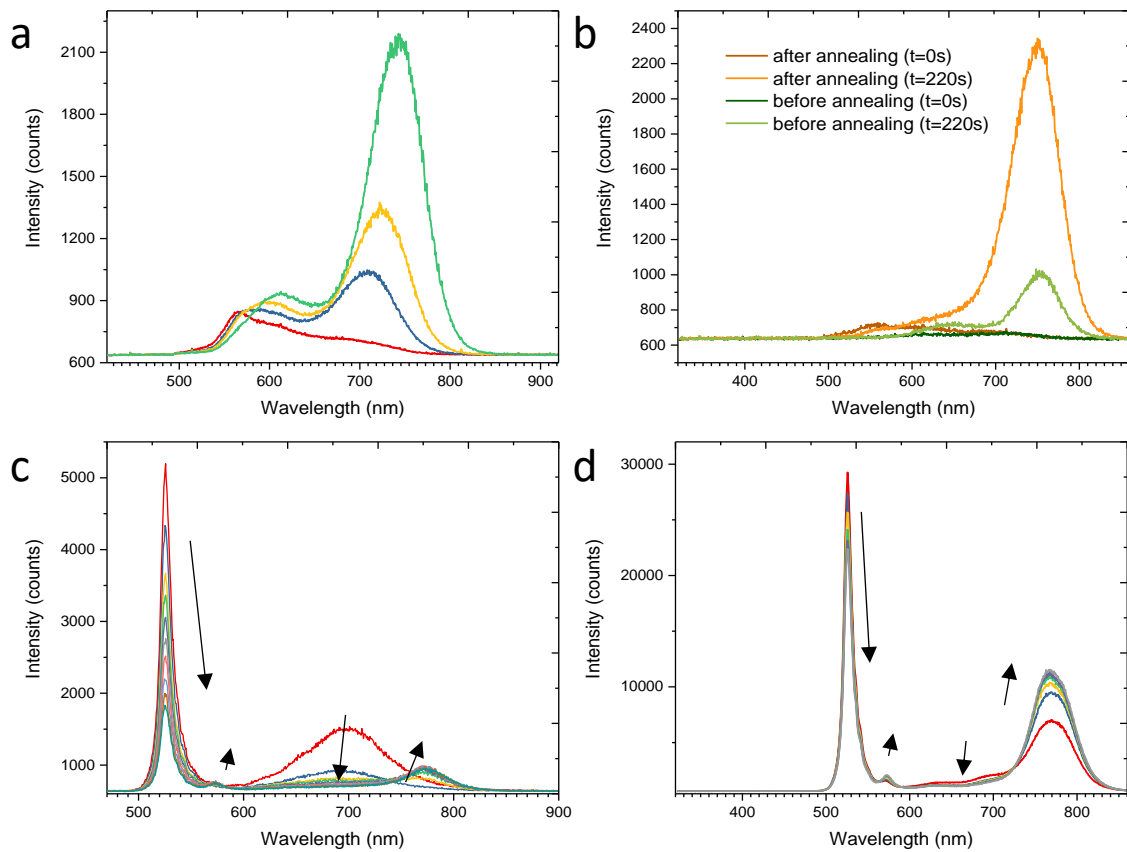 a
2100
1800
1500
1200
900
600
Intensity (counts)
500 600 700 800 900
Wavelength (nm)
b
2400
2200
2000
1800
1600
1400
1200
1000
800
600
Intensity (counts)
after annealing (t=0s)
after annealing (t=220s)
before annealing (t=0s)
before annealing (t=220s)
400 500 600 700 800
Wavelength (nm)
c
5000
4000
3000
2000
1000
Intensity (counts)
500 600 700 800 900
Wavelength (nm)
d
30000
20000
10000
Intensity (counts)
400 500 600 700 800
Wavelength (nm)